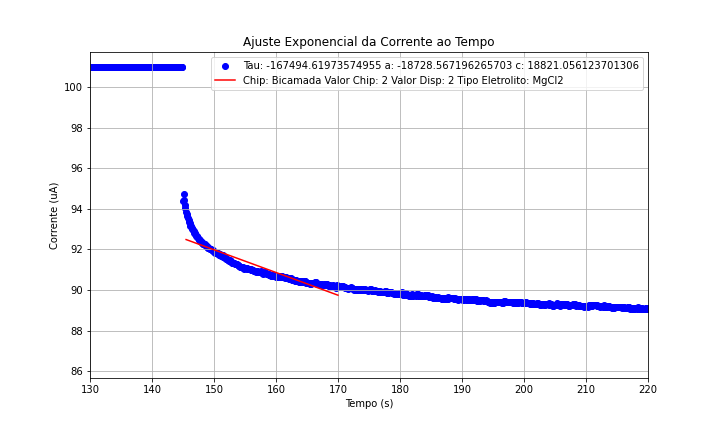 Ajuste Exponencial da Corrente ao Tempo
Tau: -167494.61973574955 a: -18728.567196265703 c: 18821.056123701306
Chip: Bicamada Valor Chip: 2 Valor Disp: 2 Tipo Eletrolito: MgCl2
Corrente (uA)
100
98
96
94
92
90
88
86
130 140 150 160 170 180 190 200 210 220
Tempo (s)